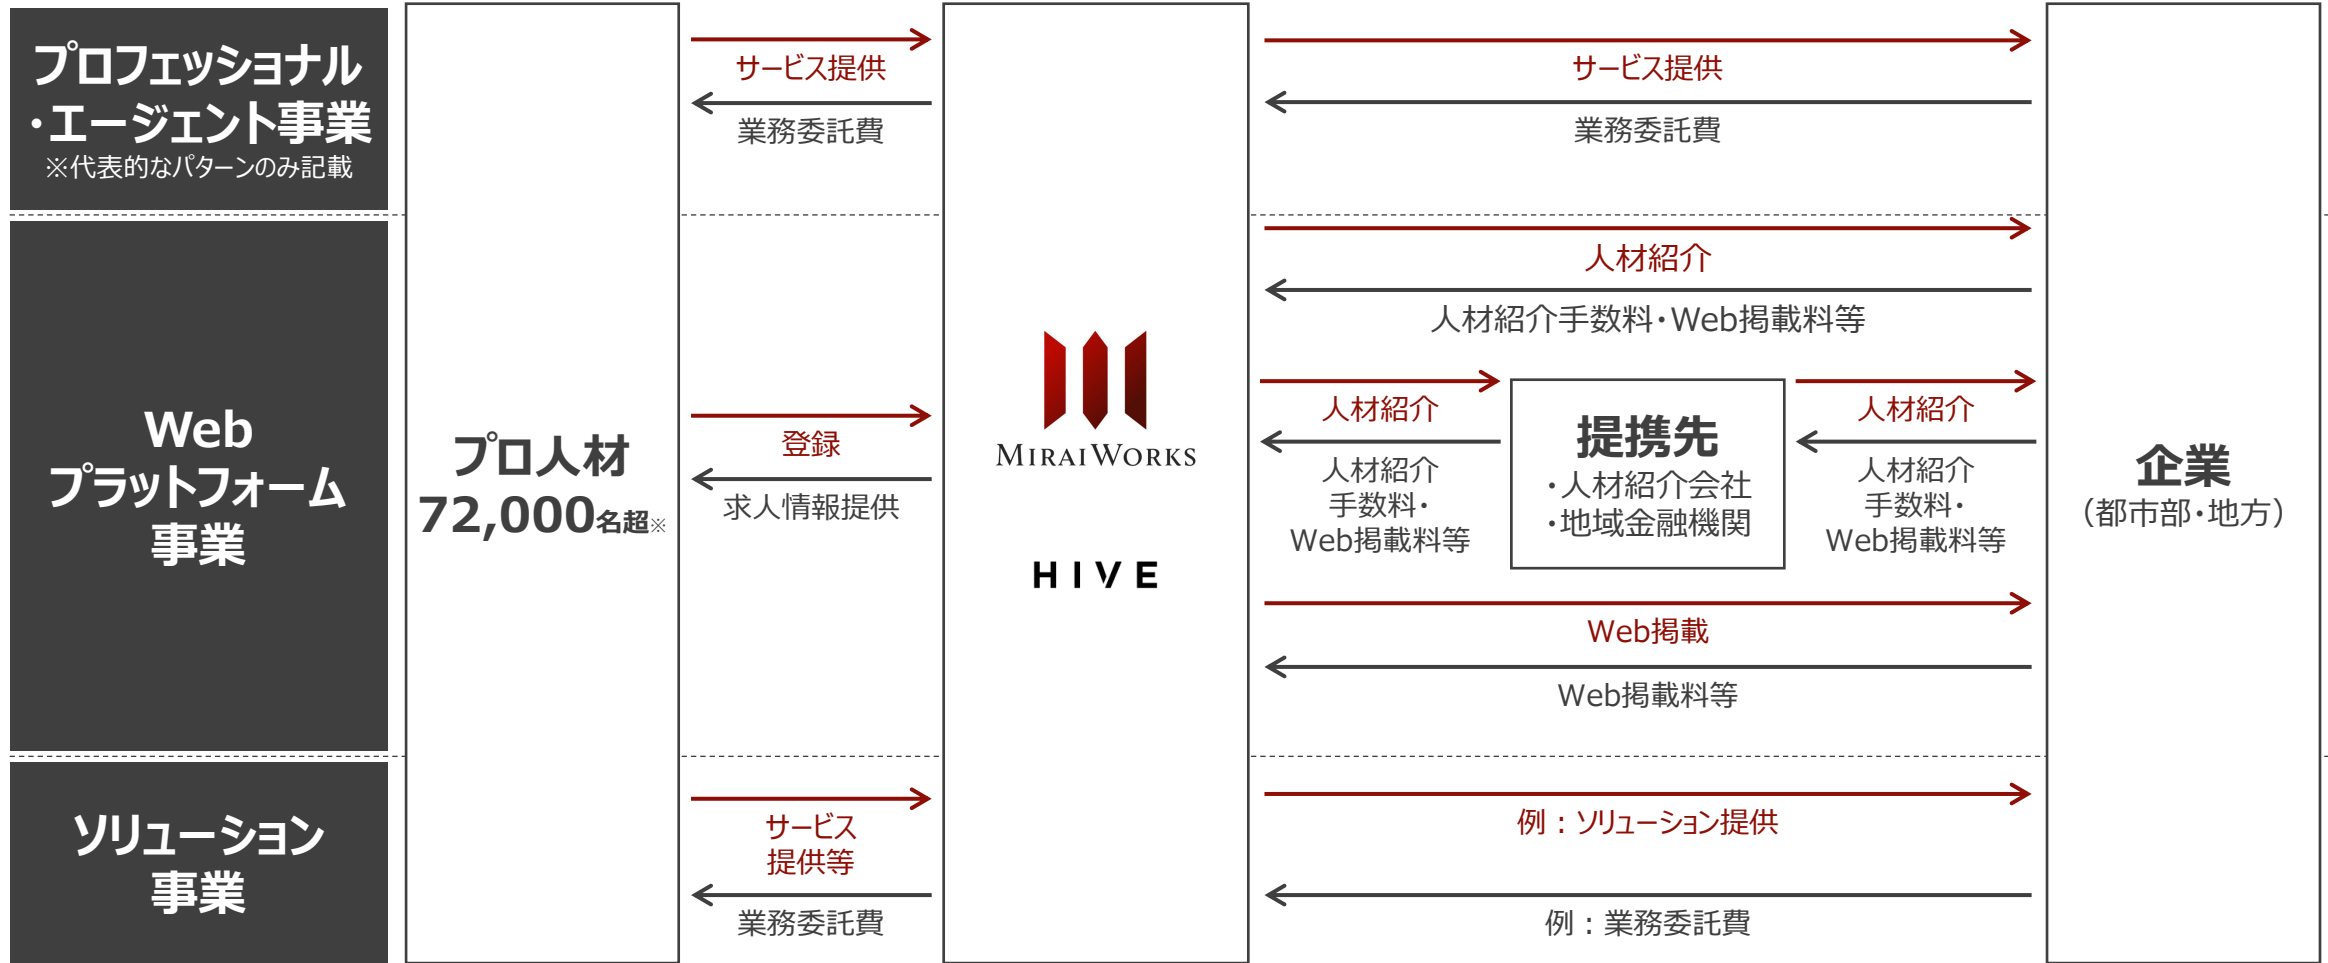 プロフェッショナル
・エージェント事業
※代表的なパターンのみ記載
サービス提供
業務委託費
サービス提供
業務委託費
Web
プラットフォーム
事業
プロ人材
72,000名超※
登録
求人情報提供
MIRAIWORKS
HIVE
人材紹介
人材紹介手数料・Web掲載料等
人材紹介
人材紹介
手数料・
Web掲載料等
提携先
・人材紹介会社
・地域金融機関
人材紹介
人材紹介
手数料・
Web掲載料等
Web掲載
Web掲載料等
企業
（都市部・地方）
ソリューション
事業
サービス
提供等
業務委託費
例：ソリューション提供
例：業務委託費